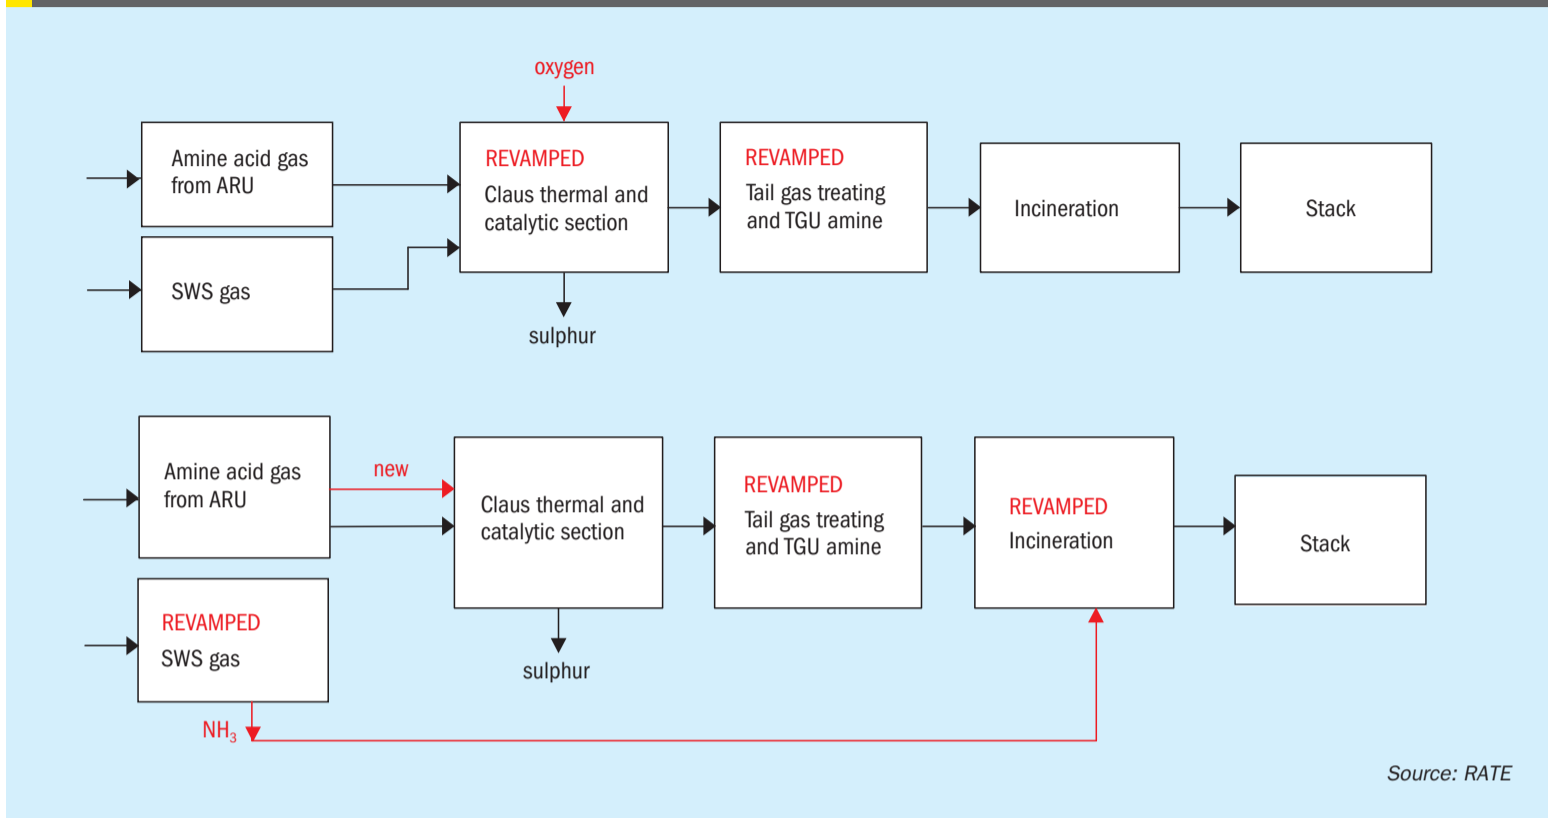 oxygen
Amine acid gas
from ARU
REVAMPED
Claus thermal and
catalytic section
REVAMPED
Tail gas treating
and TGU amine
Incineration
Stack
SWS gas
sulphur
Amine acid gas
from ARU
new
Claus thermal and
catalytic section
REVAMPED
Tail gas treating
and TGU amine
REVAMPED
Incineration
Stack
REVAMPED
SWS gas
sulphur
NH₃
Source: RATE